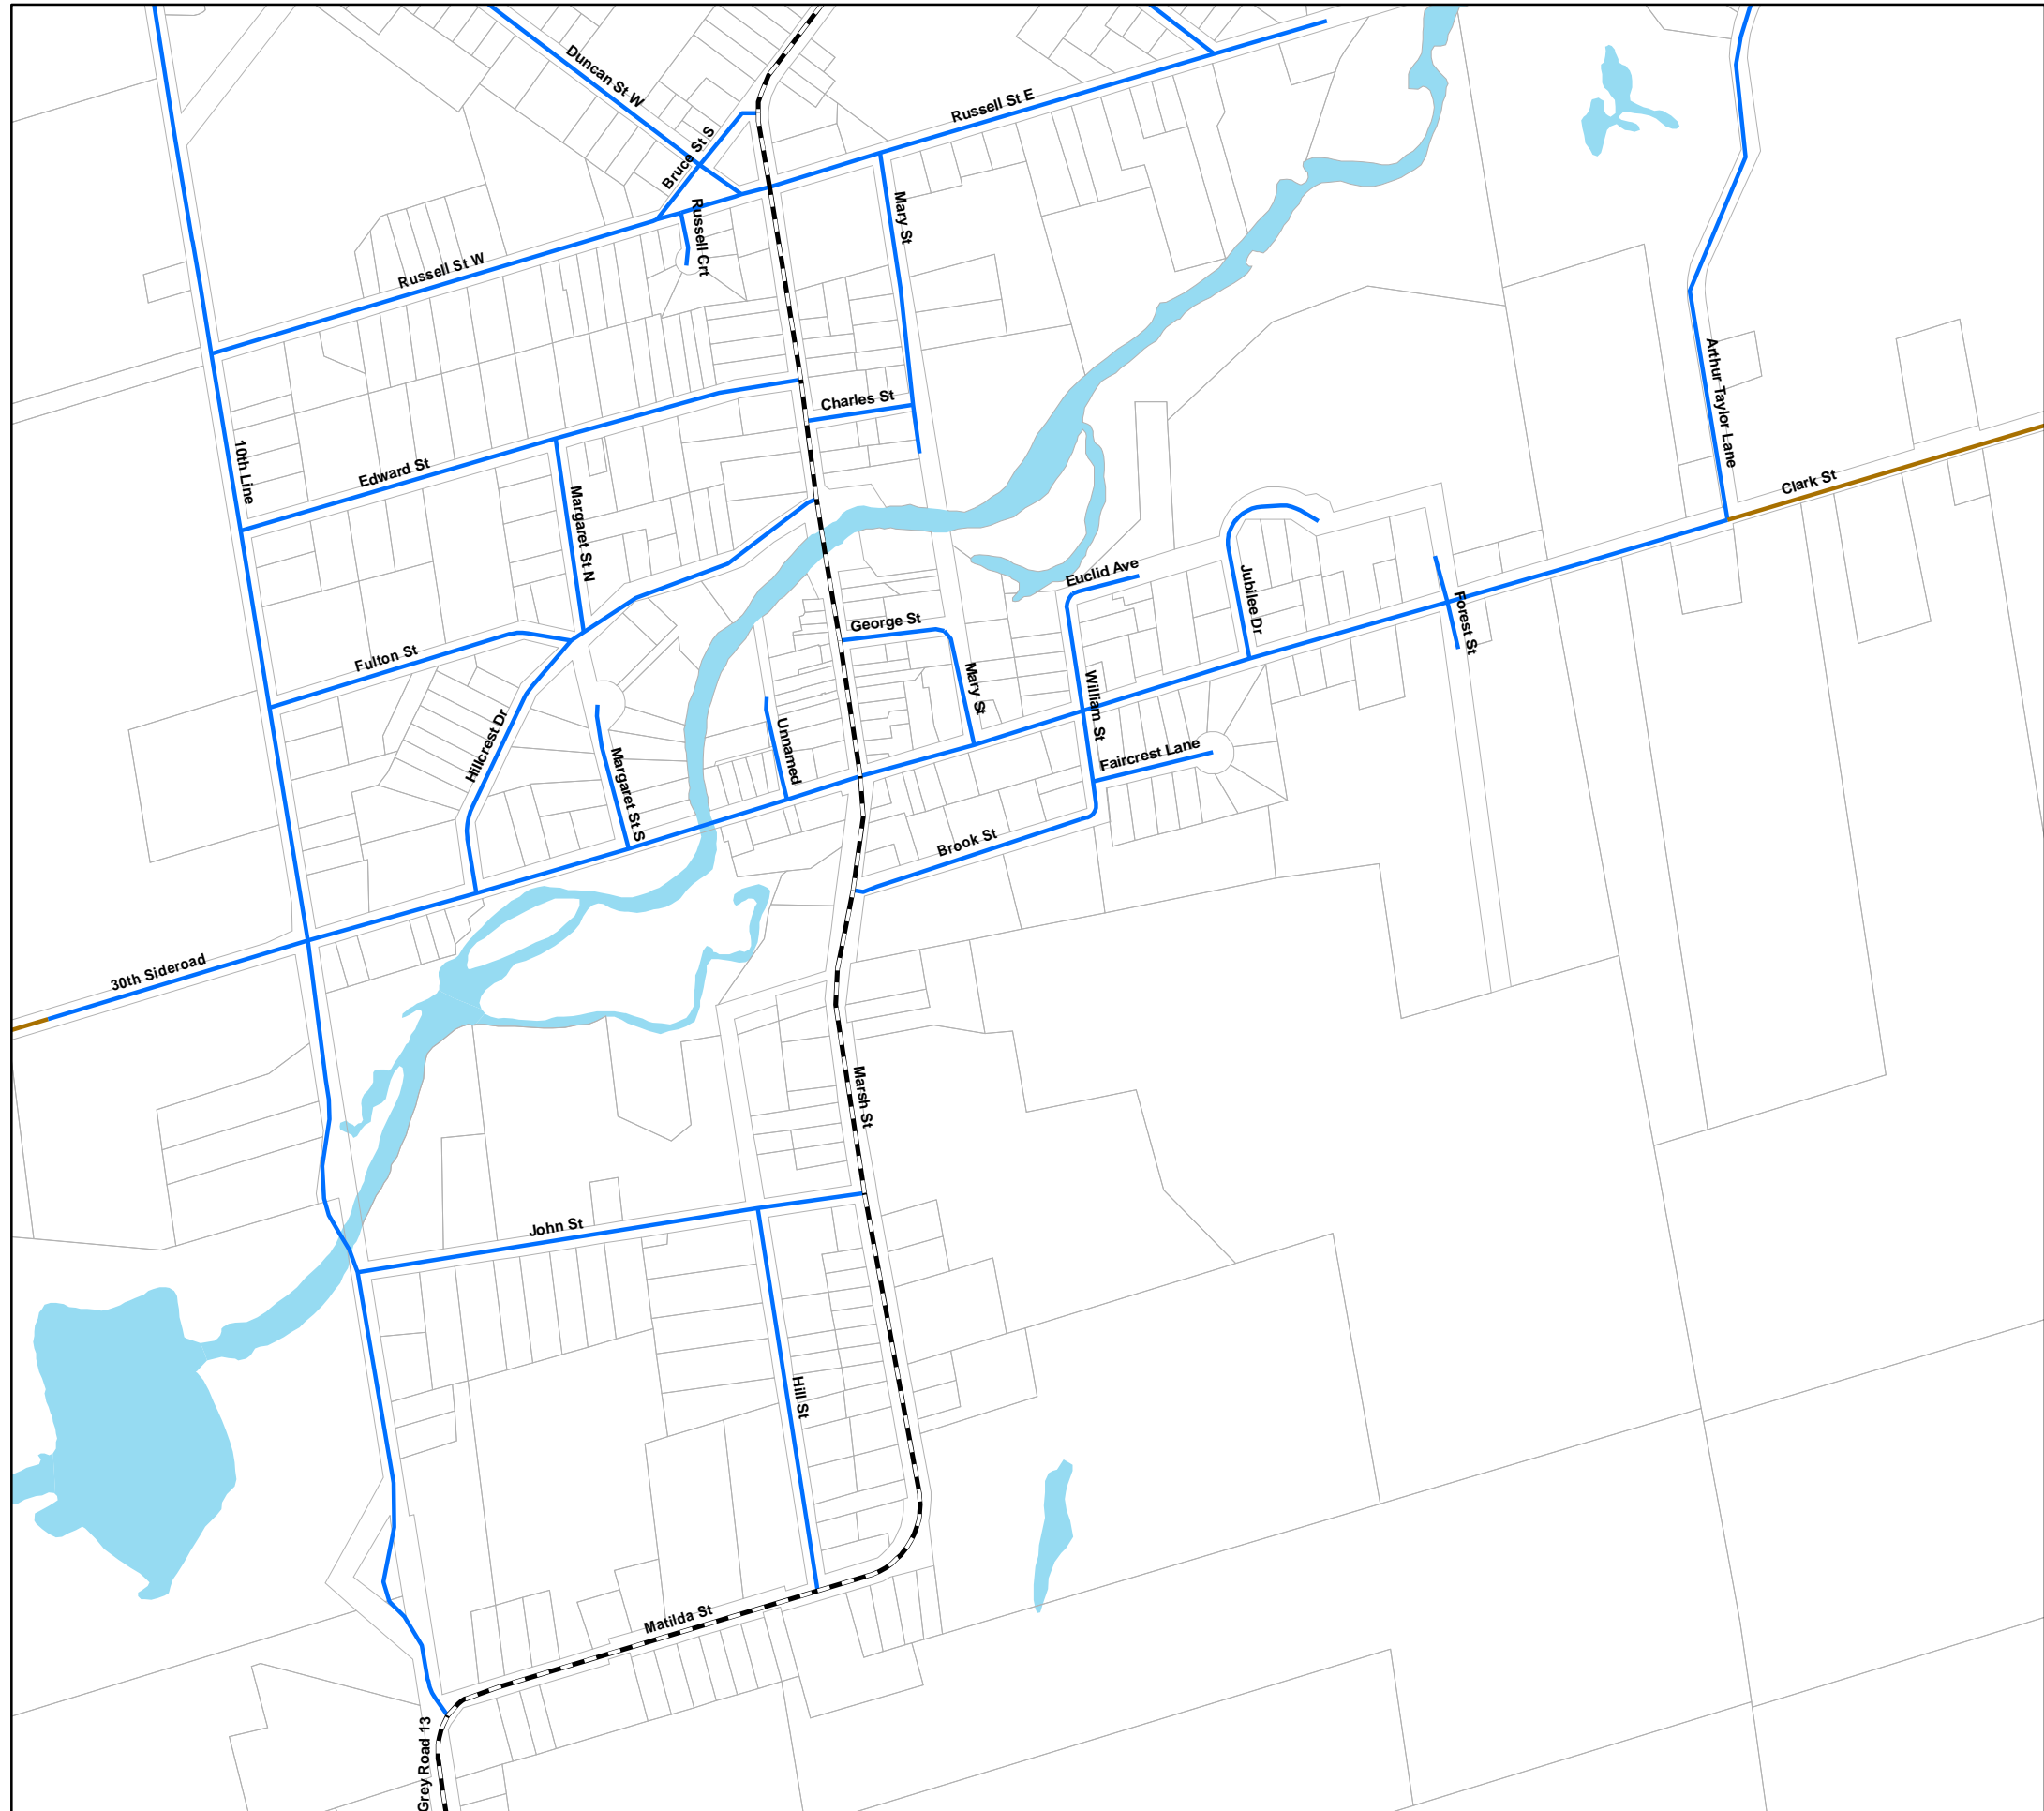 Duncan St W
Russell St E
Bruce St S
Mary St
Russell Crt
Russell St W
Arthur Taylor Lane
Charles St
10th Line
Edward St
Clark St
Margaret St N
Euclid Ave
Jubilee Dr
Forest St
George St
Fulton St
Mary St
William St
Hillcrest Dr
Unnamed
Margaret St S
Faircrest Lane
Brook St
30th Sideroad
Marsh St
John St
Hill St
Matilda St
Grey Road 13